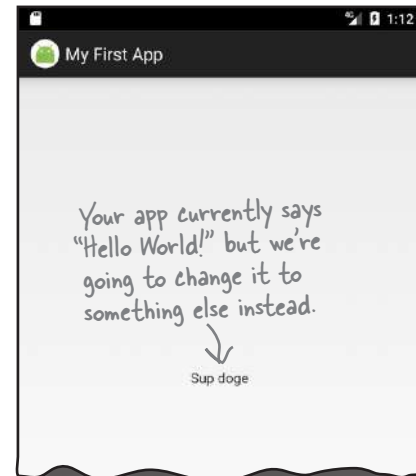 4G 1:12
My First App
Your app currently says
"Hello World!" but we're
going to change it to
something else instead.
Sup doge